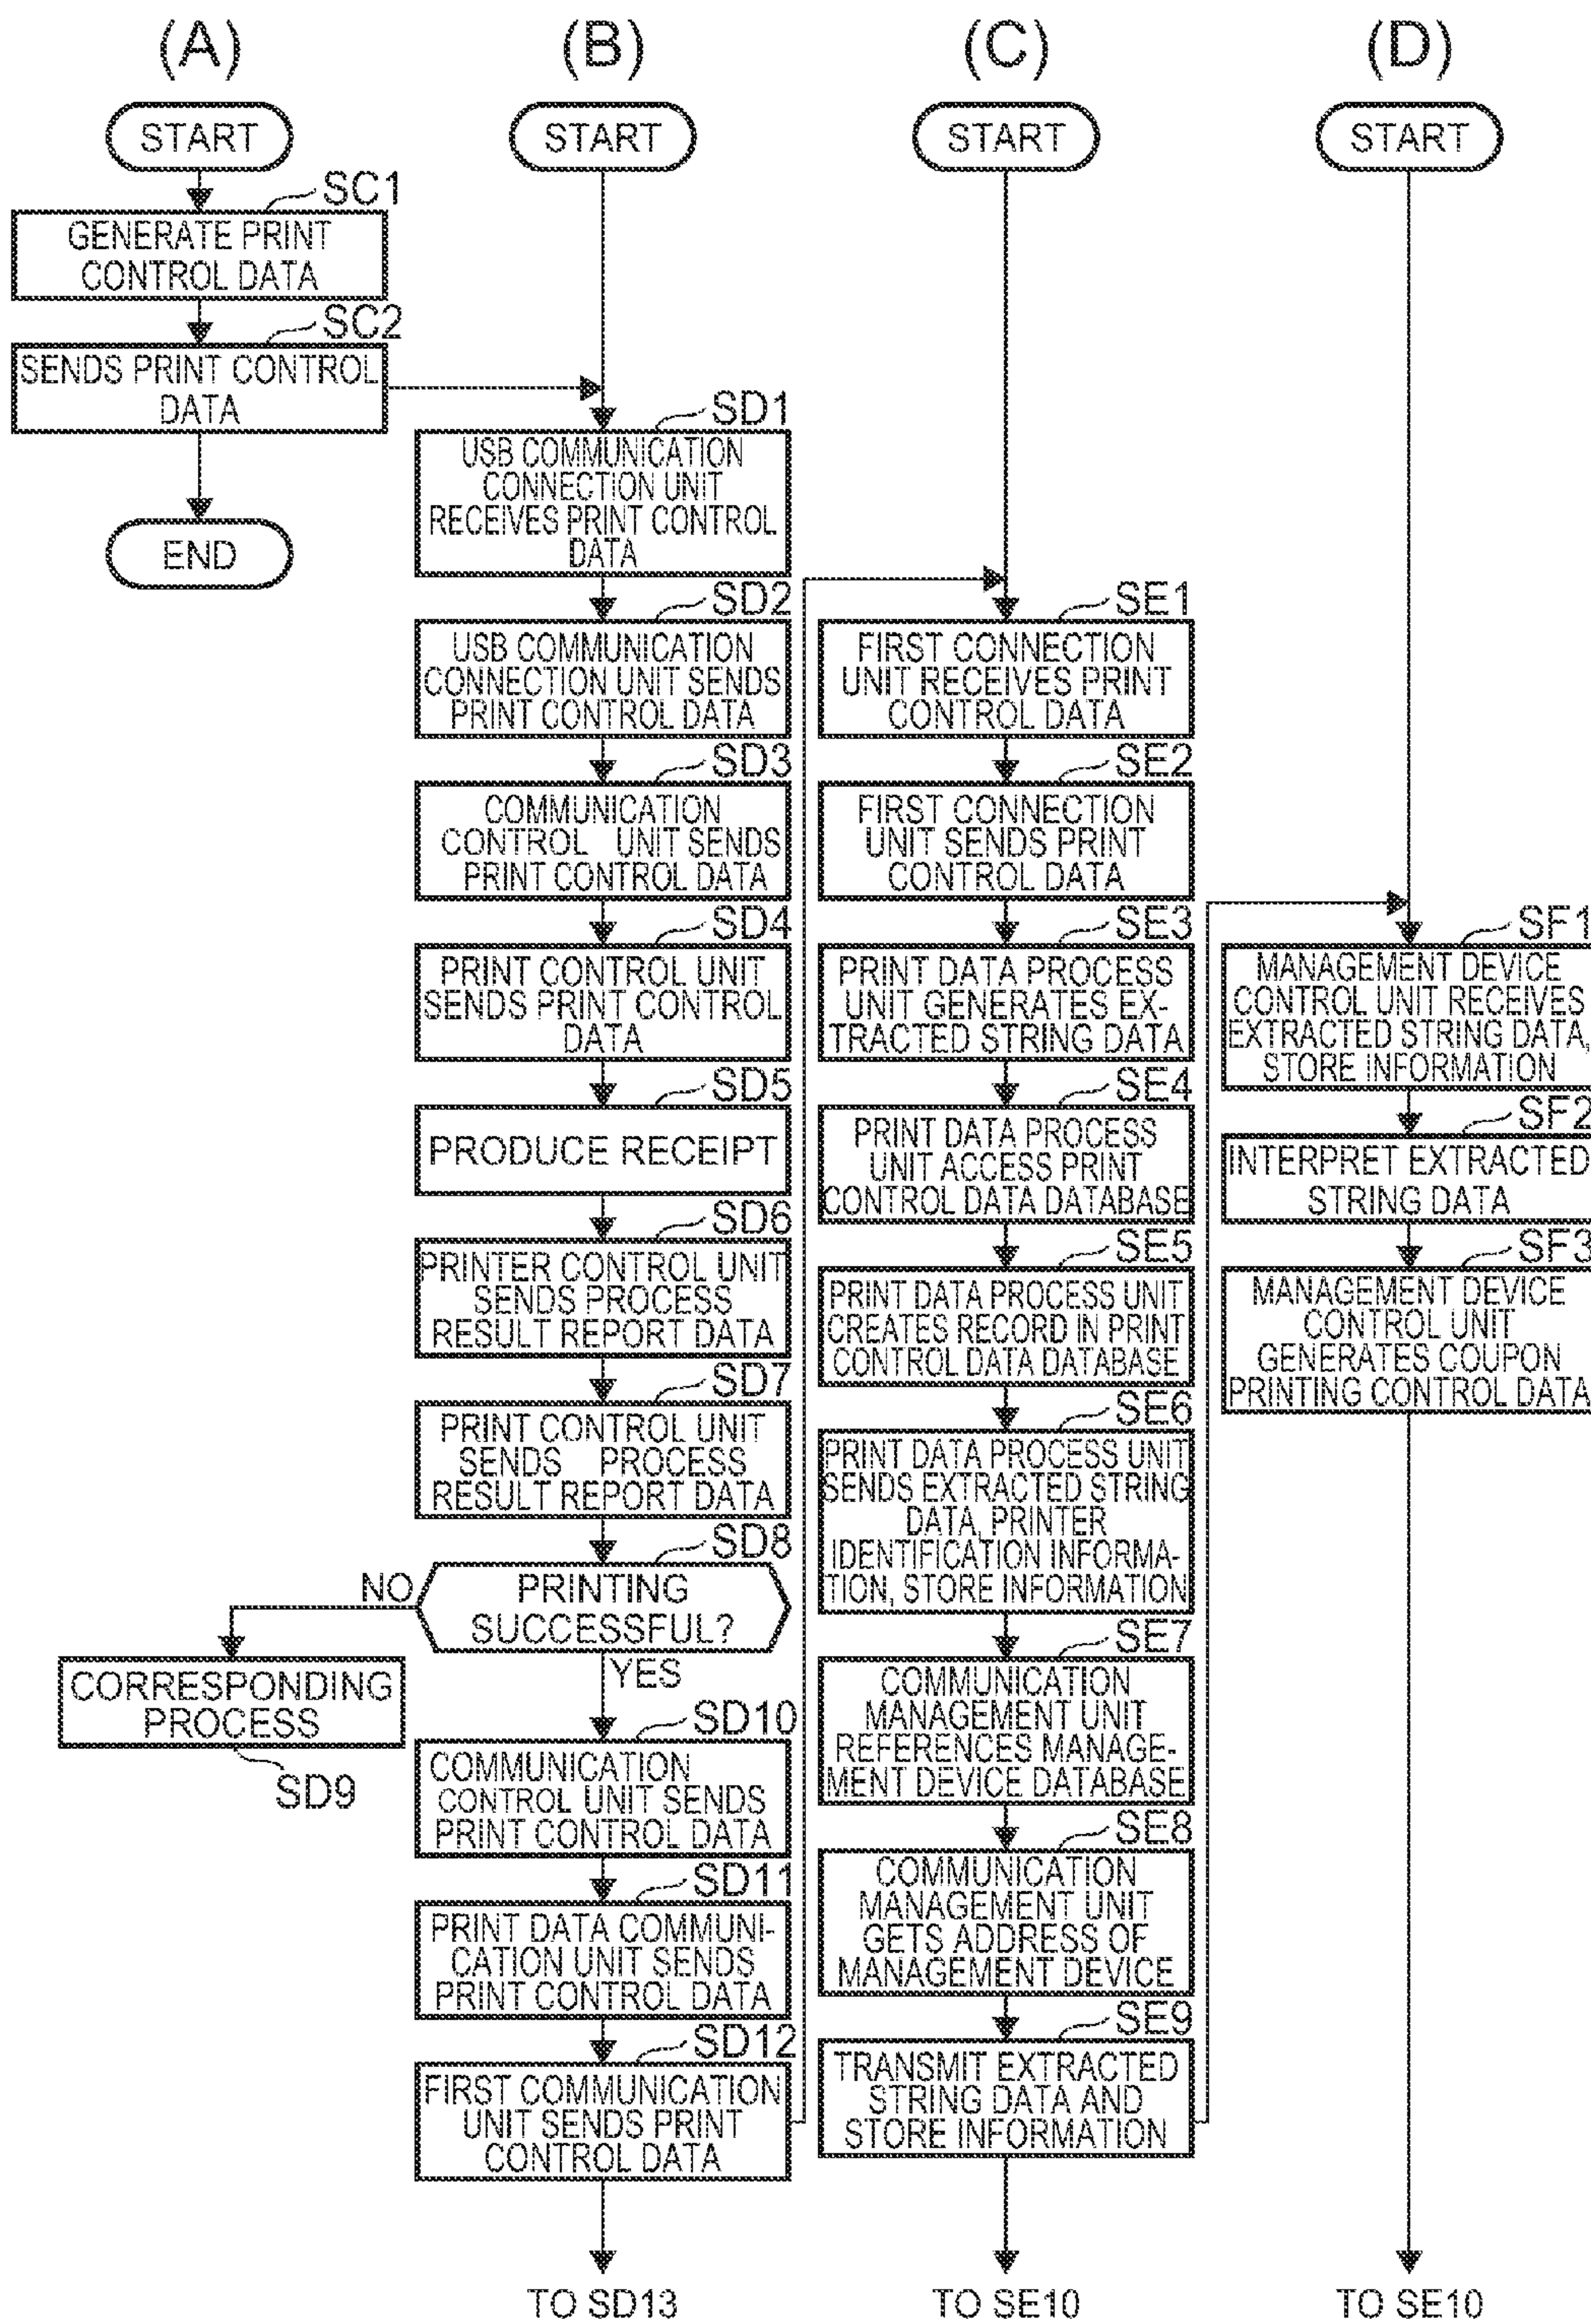 (A)
(B)
(C)
(D)
START
START
START
START
SC1
GENERATE PRINT
CONTROL DATA
SC2
SENDS PRINT CONTROL
DATA
END
SD1
USB COMMUNICATION
CONNECTION UNIT
RECEIVES PRINT CONTROL
DATA
SD2
USB COMMUNICATION
CONNECTION UNIT SENDS
PRINT CONTROL DATA
SD3
COMMUNICATION
CONTROL UNIT SENDS
PRINT CONTROL DATA
SD4
PRINT CONTROL UNIT
SENDS PRINT CONTROL
DATA
SD5
PRODUCE RECEIPT
SD6
PRINTER CONTROL UNIT
SENDS PROCESS
RESULT REPORT DATA
SD7
PRINT CONTROL UNIT
SENDS PROCESS
RESULT REPORT DATA
SD8
PRINTING
SUCCESSFUL?
NO
YES
CORRESPONDING
PROCESS
SD9
SD10
COMMUNICATION
CONTROL UNIT SENDS
PRINT CONTROL DATA
SD11
PRINT DATA COMMUNI-
CATION UNIT SENDS
PRINT CONTROL DATA
SD12
FIRST COMMUNICATION
UNIT SENDS PRINT
CONTROL DATA
TO SD13
SE1
FIRST CONNECTION
UNIT RECEIVES PRINT
CONTROL DATA
SE2
FIRST CONNECTION
UNIT SENDS PRINT
CONTROL DATA
SE3
PRINT DATA PROCESS
UNIT GENERATES EX-
TRACTED STRING DATA
SE4
PRINT DATA PROCESS
UNIT ACCESS PRINT
CONTROL DATA DATABASE
SE5
PRINT DATA PROCESS UNIT
CREATES RECORD IN PRINT
CONTROL DATA DATABASE
SE6
PRINT DATA PROCESS UNIT
SENDS EXTRACTED STRING
DATA, PRINTER
IDENTIFICATION INFORMA-
TION, STORE INFORMATION
SE7
COMMUNICATION
MANAGEMENT UNIT
REFERENCES MANAGE-
MENT DEVICE DATABASE
SE8
COMMUNICATION
MANAGEMENT UNIT
GETS ADDRESS OF
MANAGEMENT DEVICE
SE9
TRANSMIT EXTRACTED
STRING DATA AND
STORE INFORMATION
TO SE10
SF1
MANAGEMENT DEVICE
CONTROL UNIT RECEIVES
EXTRACTED STRING DATA,
STORE INFORMATION
SF2
INTERPRET EXTRACTED
STRING DATA
SF3
MANAGEMENT DEVICE
CONTROL UNIT
GENERATES COUPON
PRINTING CONTROL DATA
TO SE10